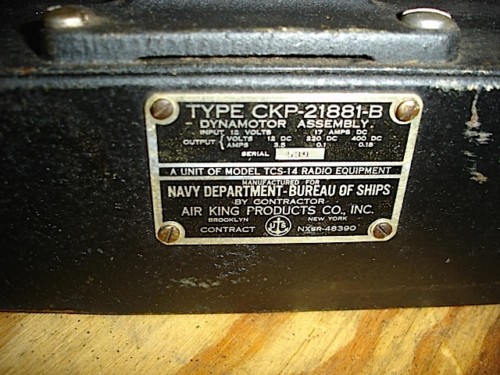 TYPE CKP-21881-B
DYNAMOTOR ASSEMBLY
INPUT 12 VOLTS 17 AMPS DC
OUTPUT { VOLTS 12 DC 220 DC 400 DC
AMPS 3.5 0.1 0.18
SERIAL 539
A UNIT OF MODEL TCS-14 RADIO EQUIPMENT
MANUFACTURED FOR
NAVY DEPARTMENT-BUREAU OF SHIPS
BY CONTRACTOR
AIR KING PRODUCTS CO., INC.
BROOKLYN NEW YORK
CONTRACT NXSR-48390